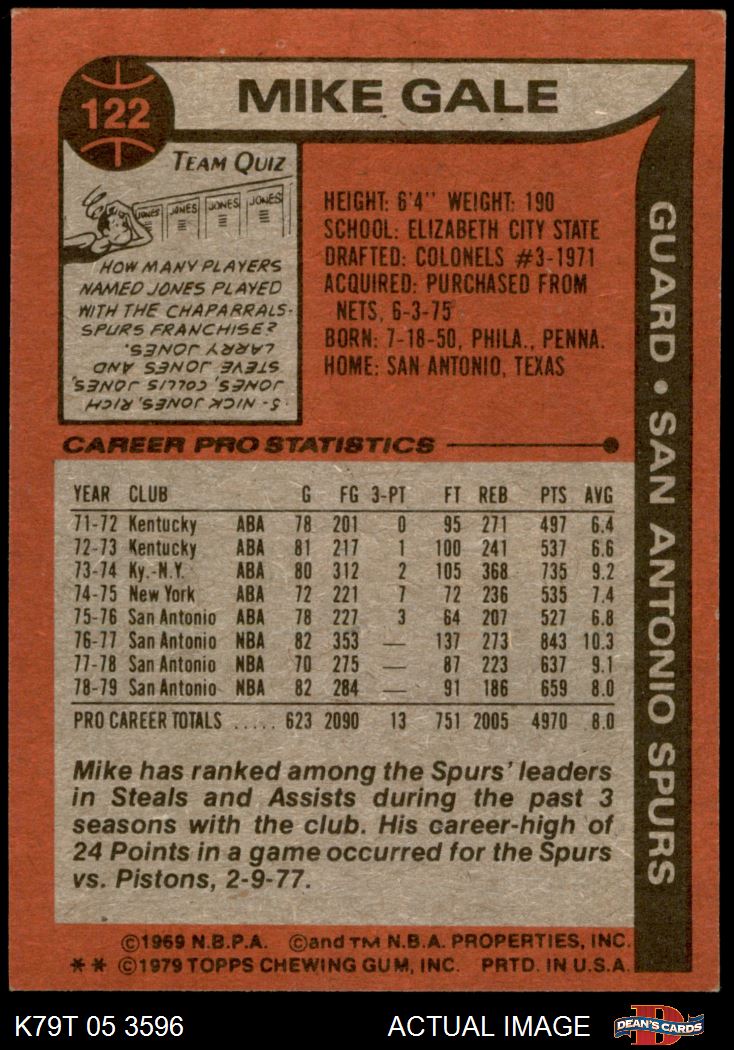 122
MIKE GALE
TEAM QUIZ
JONES JONES JONES JONES
HOW MANY PLAYERS
NAMED JONES PLAYED
WITH THE CHAPARRALS-
SPURS FRANCHISE?
5 - NICK JONES, RICH
JONES, COLLIS JONES,
STEVE JONES AND
LARRY JONES.
HEIGHT: 6'4" WEIGHT: 190
SCHOOL: ELIZABETH CITY STATE
DRAFTED: COLONELS #3-1971
ACQUIRED: PURCHASED FROM
NETS, 6-3-75
BORN: 7-18-50, PHILA., PENNA.
HOME: SAN ANTONIO, TEXAS
GUARD • SAN ANTONIO SPURS
CAREER PRO STATISTICS
YEAR CLUB G FG 3-PT FT REB PTS AVG
71-72 Kentucky ABA 78 201 0 95 271 497 6.4
72-73 Kentucky ABA 81 217 1 100 241 537 6.6
73-74 Ky.-N.Y. ABA 80 312 2 105 368 735 9.2
74-75 New York ABA 72 221 7 72 236 535 7.4
75-76 San Antonio ABA 78 227 3 64 207 527 6.8
76-77 San Antonio NBA 82 353 — 137 273 843 10.3
77-78 San Antonio NBA 70 275 — 87 223 637 9.1
78-79 San Antonio NBA 82 284 — 91 186 659 8.0
PRO CAREER TOTALS ..... 623 2090 13 751 2005 4970 8.0
Mike has ranked among the Spurs' leaders
in Steals and Assists during the past 3
seasons with the club. His career-high of
24 Points in a game occurred for the Spurs
vs. Pistons, 2-9-77.
©1969 N.B.P.A. ©and TM N.B.A. PROPERTIES, INC.
** ©1979 TOPPS CHEWING GUM, INC. PRTD. IN U.S.A.
K79T 05 3596 ACTUAL IMAGE
D
DEAN'S CARDS